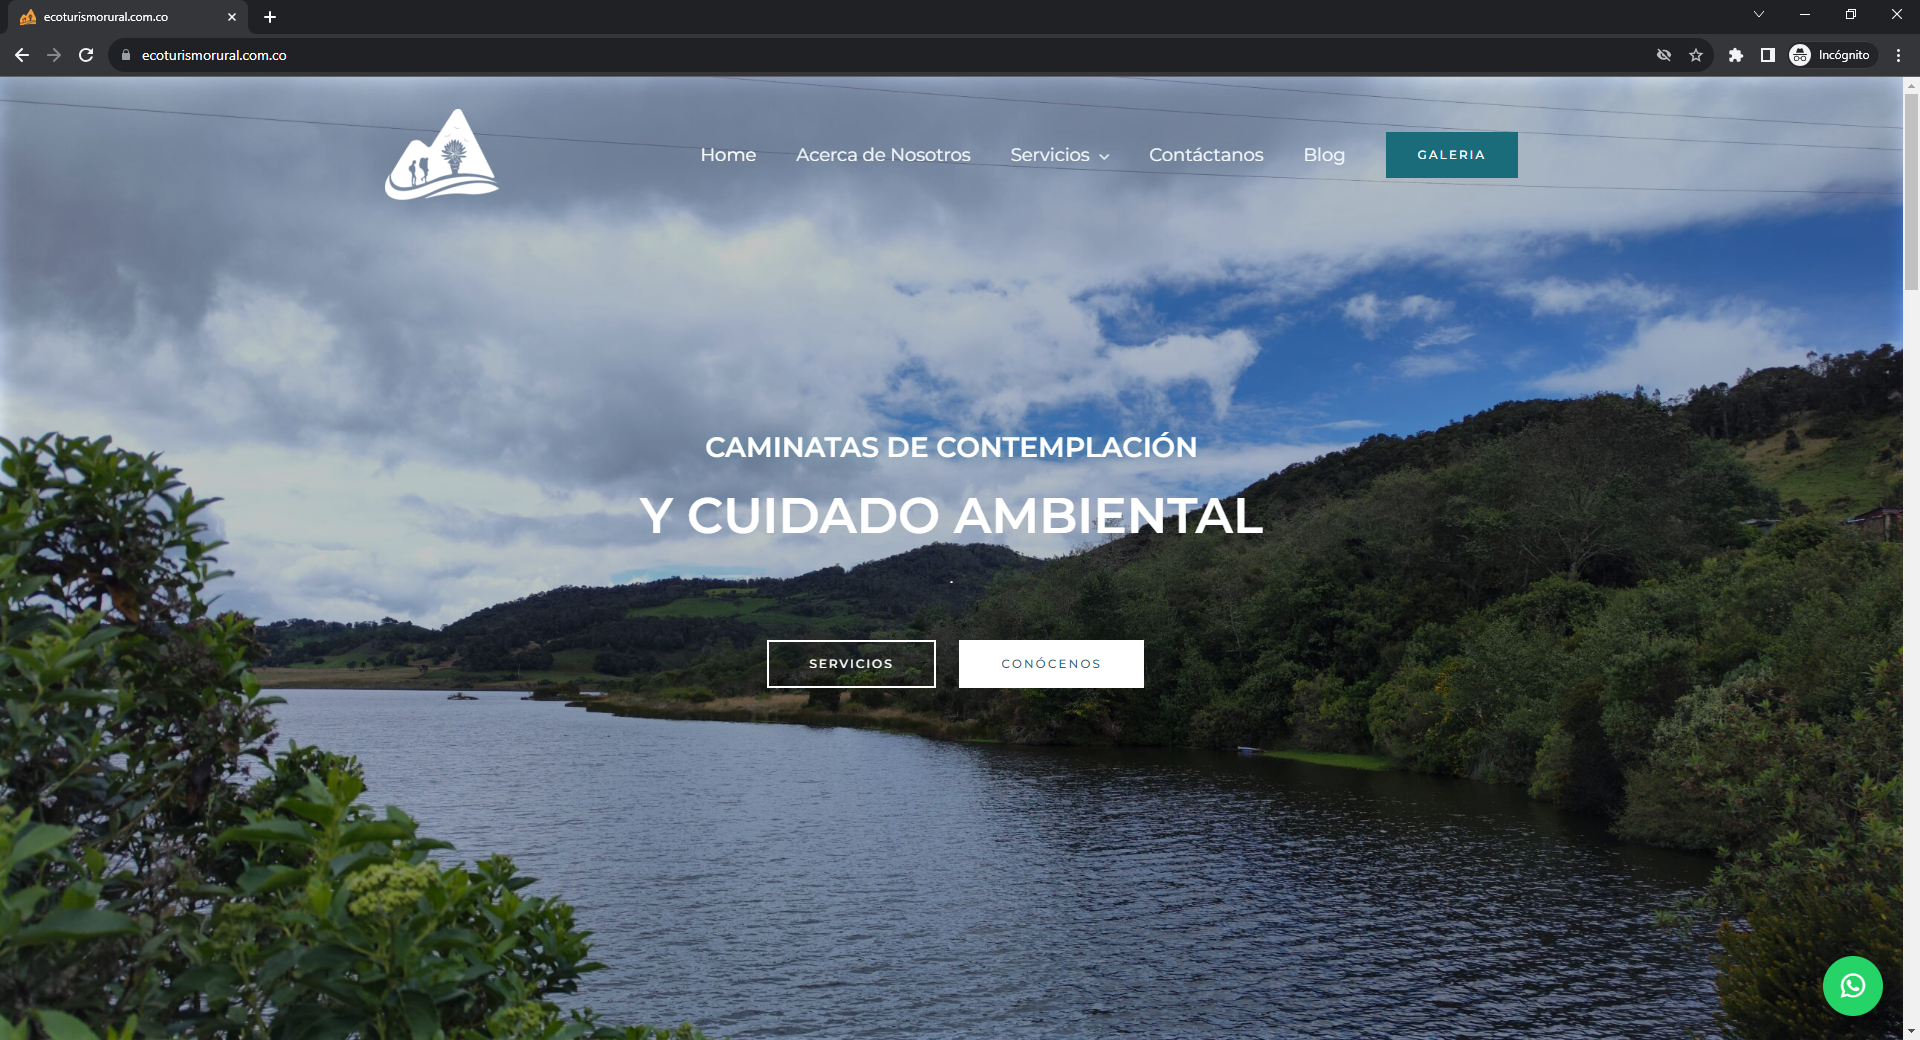 ecoturismorural.com.co
ecoturismorural.com.co
Incógnito
Home Acerca de Nosotros Servicios Contáctanos Blog GALERIA
CAMINATAS DE CONTEMPLACIÓN
Y CUIDADO AMBIENTAL
.
SERVICIOS CONÓCENOS